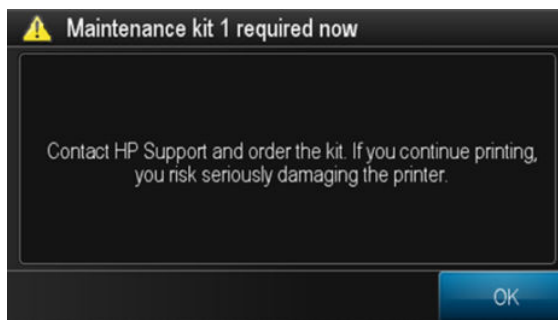 Maintenance kit 1 required now
Contact HP Support and order the kit. If you continue printing,
you risk seriously damaging the printer.
OK